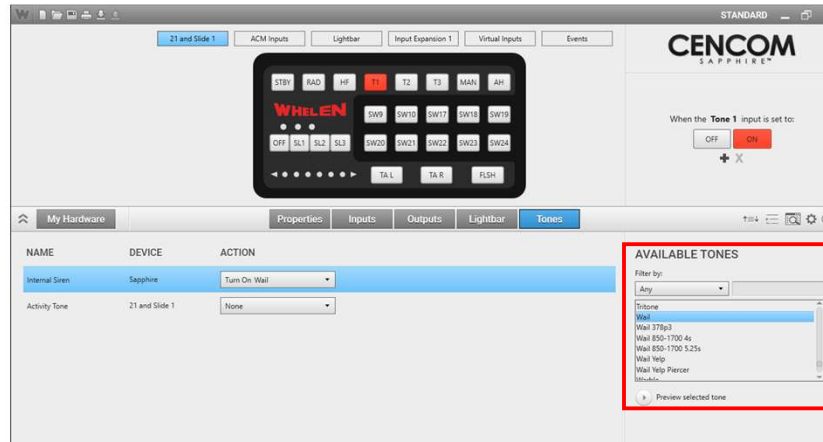 W
STANDARD
21 and Slide 1
ACM Inputs
Lightbar
Input Expansion 1
Virtual Inputs
Events
CENCOM
SAPPHIRE™
STBY RAD HF T1 T2 T3 MAN AH
WHELEN
SW9 SW10 SW17 SW18 SW19
OFF SL1 SL2 SL3 SW20 SW21 SW22 SW23 SW24
TA L TA R FLSH
When the Tone 1 input is set to:
OFF ON
My Hardware
Properties Inputs Outputs Lightbar Tones
NAME DEVICE ACTION
Internal Siren Sapphire Turn On Wail
Activity Tone 21 and Slide 1 None
AVAILABLE TONES
Filter by:
Any
Tritone
Wail
Wail 378p3
Wail 850-1700 4s
Wail 850-1700 5.25s
Wail Yelp
Wail Yelp Piercer
Warble
Preview selected tone